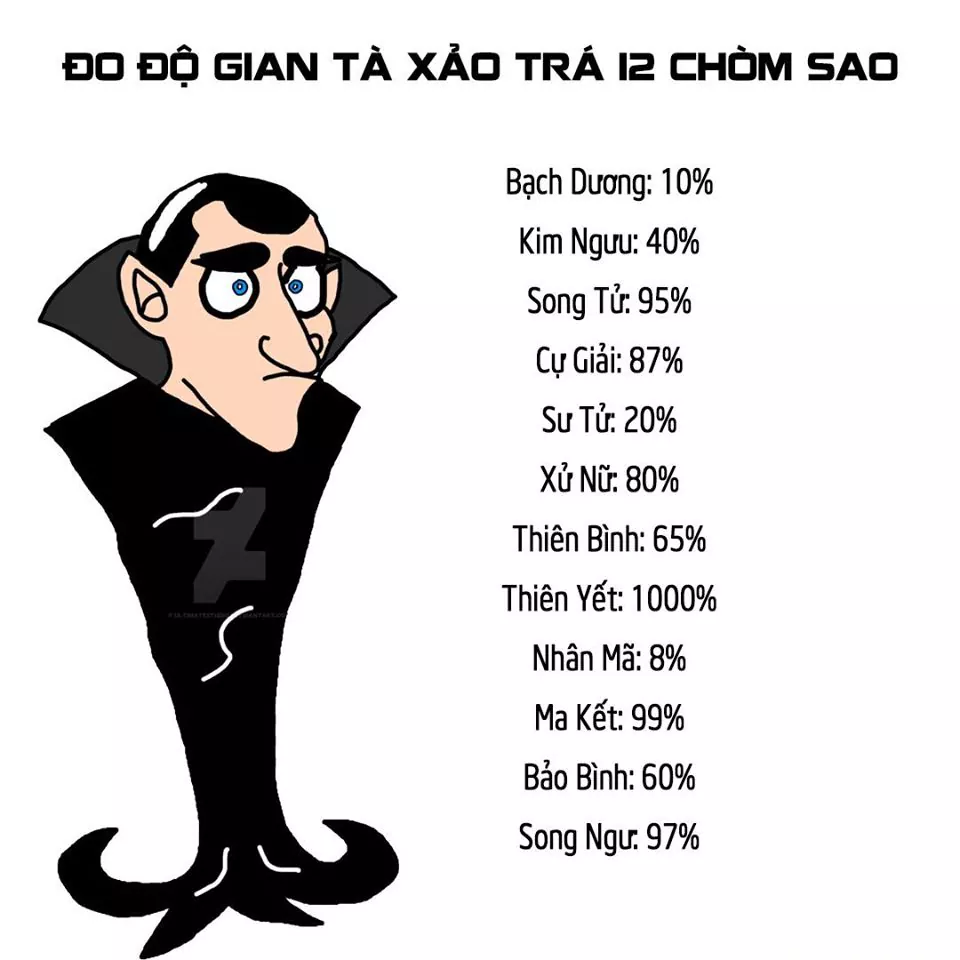 ĐO ĐỘ GIAN TÀ XẢO TRÁ 12 CHÒM SAO
Bạch Dương: 10%
Kim Ngưu: 40%
Song Tử: 95%
Cự Giải: 87%
Sư Tử: 20%
Xử Nữ: 80%
Thiên Bình: 65%
Thiên Yết: 1000%
Nhân Mã: 8%
Ma Kết: 99%
Bảo Bình: 60%
Song Ngư: 97%